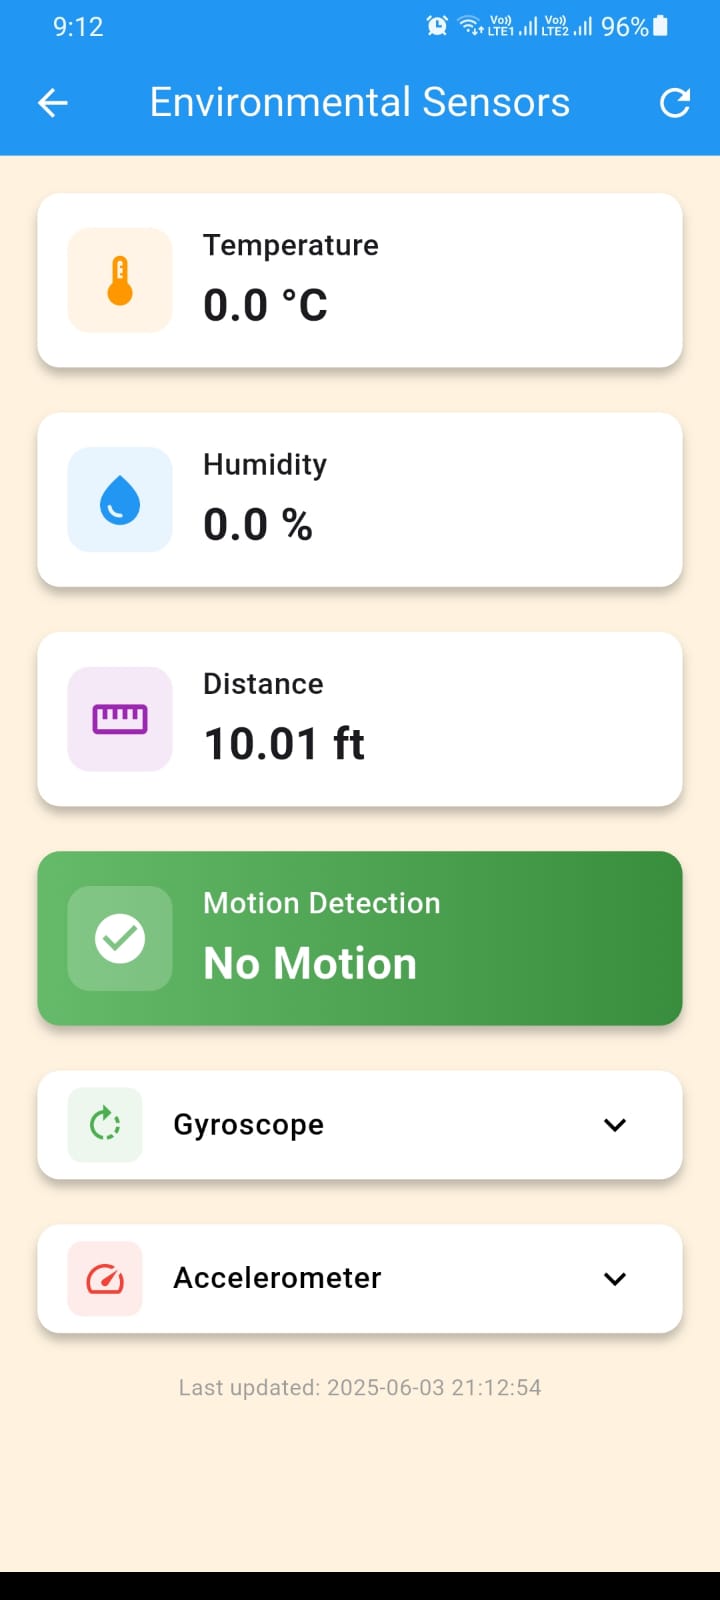 9:12
Vo)) LTE1 Vo)) LTE2 96%
Environmental Sensors
Temperature
0.0 °C
Humidity
0.0 %
Distance
10.01 ft
Motion Detection
No Motion
Gyroscope
Accelerometer
Last updated: 2025-06-03 21:12:54